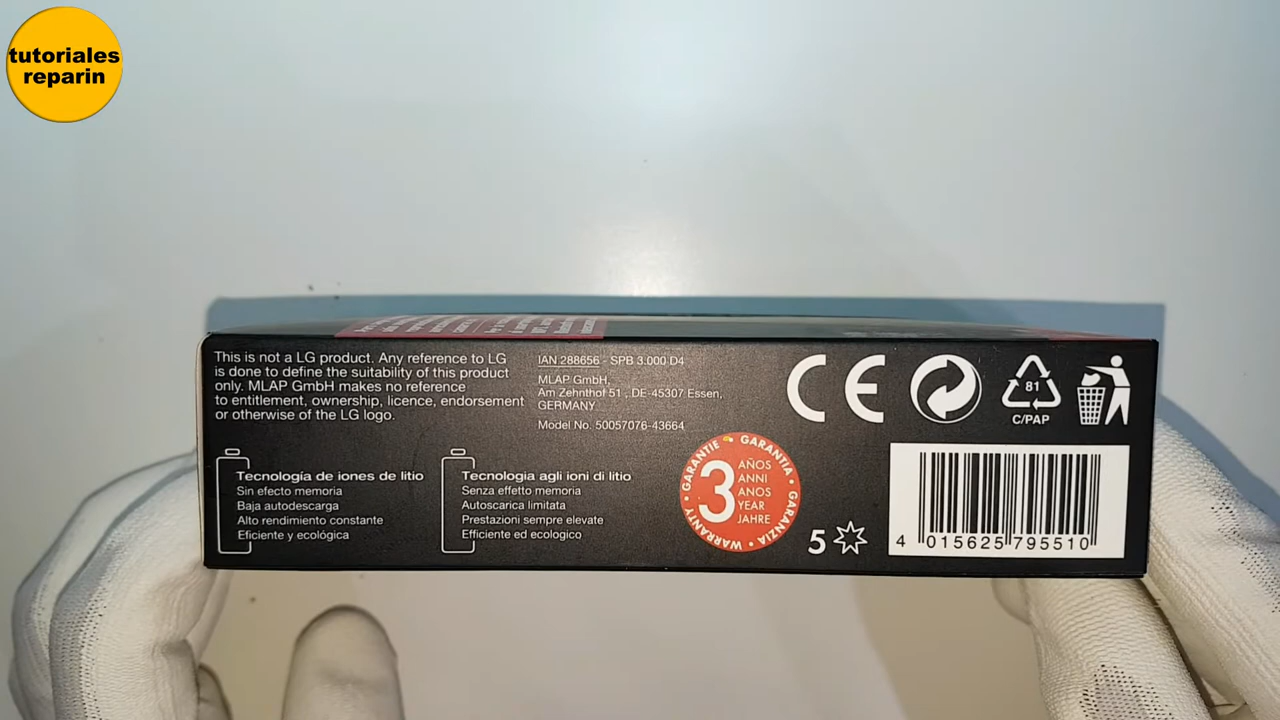 tutoriales
reparin
This is not a LG product. Any reference to LG
is done to define the suitability of this product
only. MLAP GmbH makes no reference
to entitlement, ownership, licence, endorsement
or otherwise of the LG logo.
IAN 288656 - SPB 3.000 D4
MLAP GmbH,
Am Zehnthof 51 , DE-45307 Essen,
GERMANY
Model No. 50057076-43664
CE
81
C/PAP
Tecnología de iones de litio
Sin efecto memoria
Baja autodescarga
Alto rendimiento constante
Eficiente y ecológica
Tecnologia agli ioni di litio
Senza effetto memoria
Autoscarica limitata
Prestazioni sempre elevate
Efficiente ed ecologico
GARANTIE • GARANTIA • GARANZIA • WARRANTY •
3
AÑOS
ANNI
ANOS
YEAR
JAHRE
5
4 015625 795510